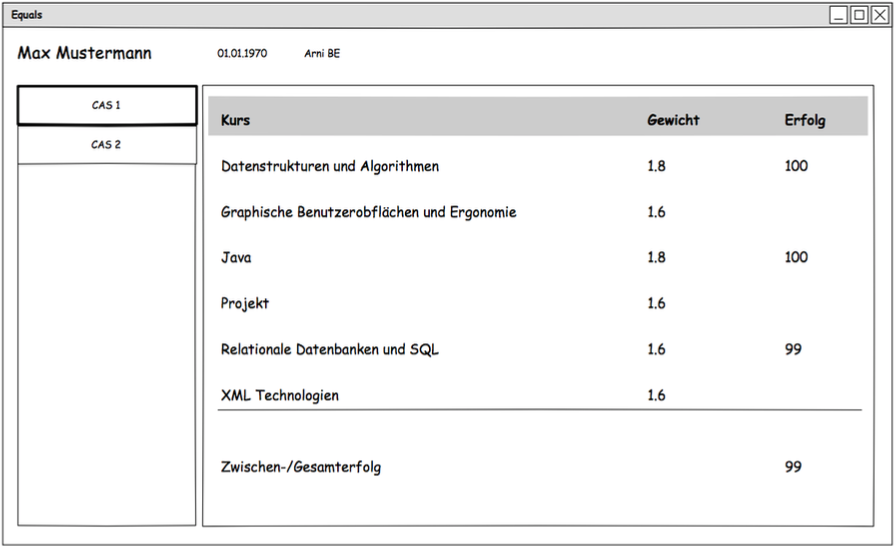 Equals
Max Mustermann 01.01.1970 Arni BE
CAS 1
CAS 2
Kurs Gewicht Erfolg
Datenstrukturen und Algorithmen 1.8 100
Graphische Benutzerobflächen und Ergonomie 1.6
Java 1.8 100
Projekt 1.6
Relationale Datenbanken und SQL 1.6 99
XML Technologien 1.6
Zwischen-/Gesamterfolg 99